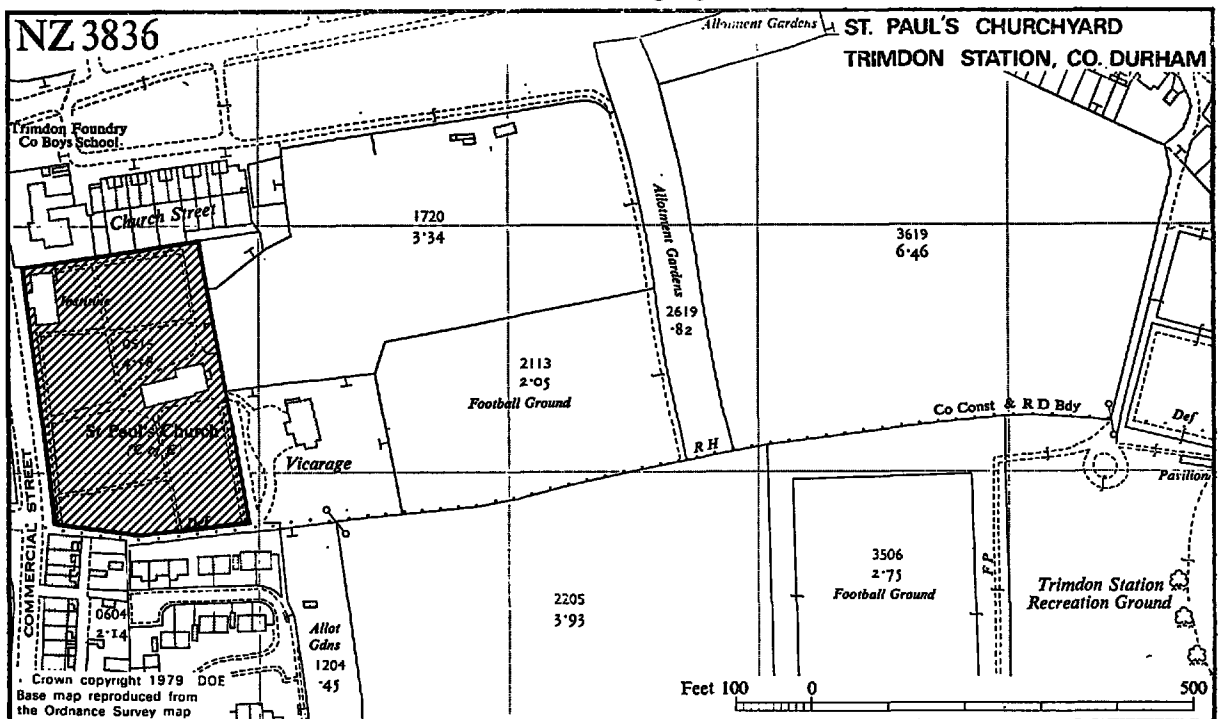 NZ 3836
Allotment Gardens
ST. PAUL'S CHURCHYARD
TRIMDON STATION, CO. DURHAM
Trimdon Foundry
Co Boys School
Church Street
1720
3·34
Allotment Gardens
2619
·82
3619
6·46
Institute
2113
2·05
Football Ground
St Paul's Church
(C of E)
Vicarage
R H
Co Const & R D Bdy
Def
Pavilion
Def
COMMERCIAL STREET
3506
2·75
Football Ground
F P
Trimdon Station
Recreation Ground
0604
2·14
Allot
Gdns
1204
·45
2205
3·93
Crown copyright 1979 DOE
Base map reproduced from
the Ordnance Survey map
Feet 100 0 500